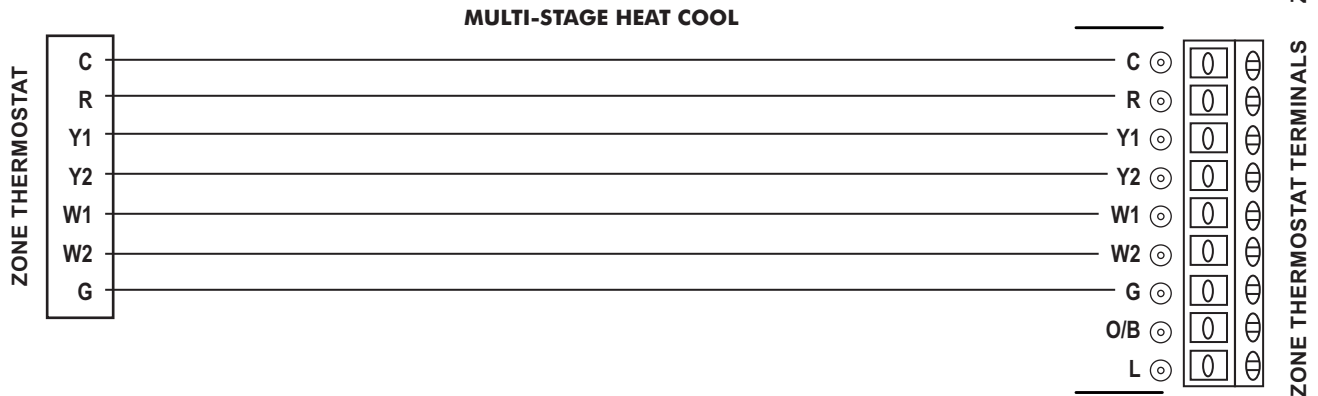 MULTI-STAGE HEAT COOL
ZONE THERMOSTAT
C
R
Y1
Y2
W1
W2
G
C
R
Y1
Y2
W1
W2
G
O/B
L
ZONE THERMOSTAT TERMINALS